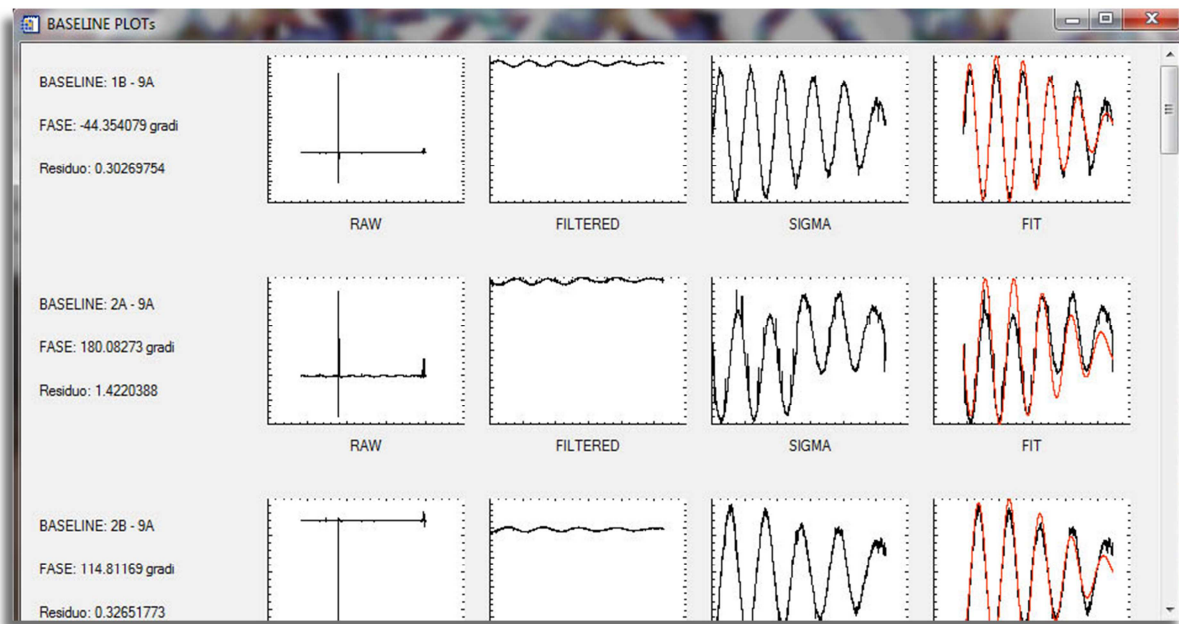 BASELINE PLOTs
BASELINE: 1B - 9A
FASE: -44.354079 gradi
Residuo: 0.30269754
RAW FILTERED SIGMA FIT
BASELINE: 2A - 9A
FASE: 180.08273 gradi
Residuo: 1.4220388
RAW FILTERED SIGMA FIT
BASELINE: 2B - 9A
FASE: 114.81169 gradi
Residuo: 0.32651773